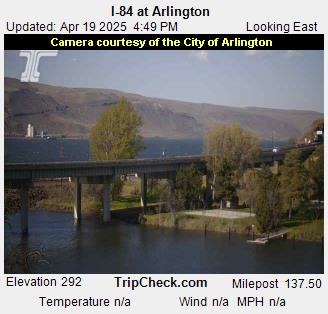 I-84 at Arlington
Updated: Apr 19 2025 4:49 PM Looking East
Camera courtesy of the City of Arlington
Elevation 292 TripCheck.com Milepost 137.50
Temperature n/a Wind n/a MPH n/a